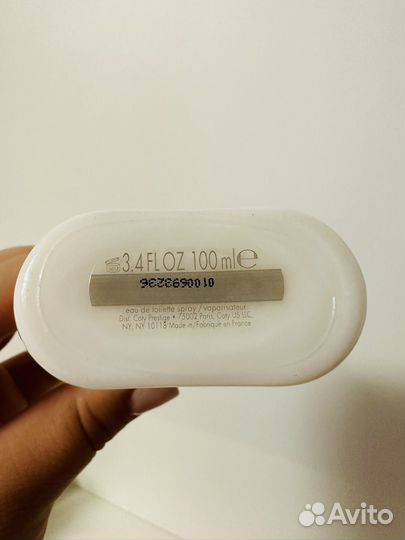 3.4 FL OZ 100 ml e
0100693236
eau de toilette spray / vaporisateur
Dist. Coty Prestige • 75002 Paris, Coty US LLC,
NY, NY 10118 Made in/Fabriqué en France
Avito